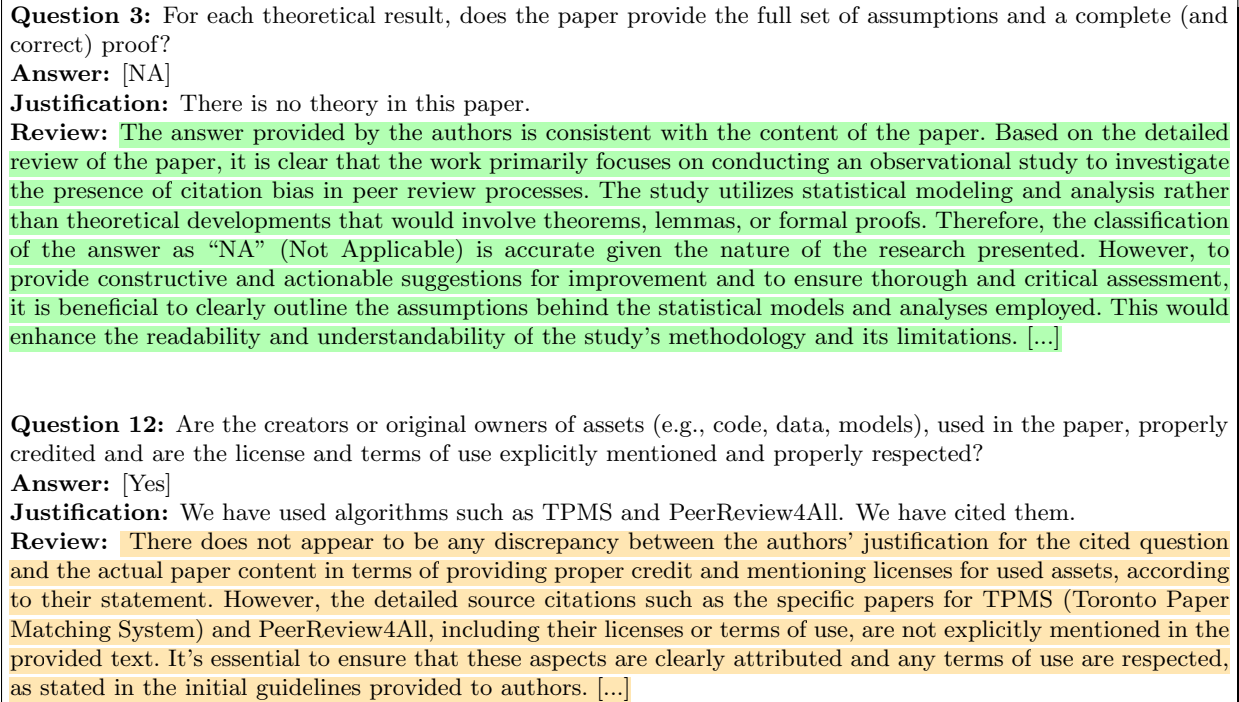 Question 3: For each theoretical result, does the paper provide the full set of assumptions and a complete (and
correct) proof?
Answer: [NA]
Justification: There is no theory in this paper.
Review: The answer provided by the authors is consistent with the content of the paper. Based on the detailed
review of the paper, it is clear that the work primarily focuses on conducting an observational study to investigate
the presence of citation bias in peer review processes. The study utilizes statistical modeling and analysis rather
than theoretical developments that would involve theorems, lemmas, or formal proofs. Therefore, the classification
of the answer as “NA” (Not Applicable) is accurate given the nature of the research presented. However, to
provide constructive and actionable suggestions for improvement and to ensure thorough and critical assessment,
it is beneficial to clearly outline the assumptions behind the statistical models and analyses employed. This would
enhance the readability and understandability of the study’s methodology and its limitations. [...]
Question 12: Are the creators or original owners of assets (e.g., code, data, models), used in the paper, properly
credited and are the license and terms of use explicitly mentioned and properly respected?
Answer: [Yes]
Justification: We have used algorithms such as TPMS and PeerReview4All. We have cited them.
Review: There does not appear to be any discrepancy between the authors’ justification for the cited question
and the actual paper content in terms of providing proper credit and mentioning licenses for used assets, according
to their statement. However, the detailed source citations such as the specific papers for TPMS (Toronto Paper
Matching System) and PeerReview4All, including their licenses or terms of use, are not explicitly mentioned in the
provided text. It’s essential to ensure that these aspects are clearly attributed and any terms of use are respected,
as stated in the initial guidelines provided to authors. [...]